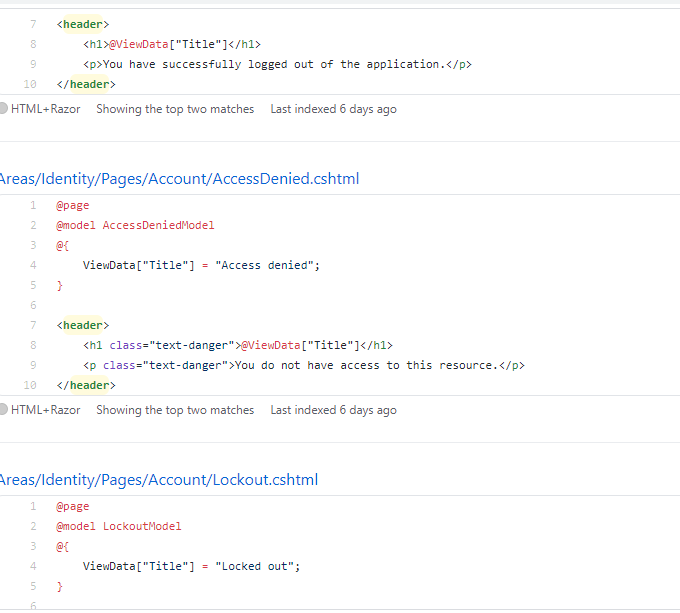 7 <header>
8 <h1>@ViewData["Title"]</h1>
9 <p>You have successfully logged out of the application.</p>
10 </header>
HTML+Razor Showing the top two matches Last indexed 6 days ago
Areas/Identity/Pages/Account/AccessDenied.cshtml
1 @page
2 @model AccessDeniedModel
3 @{
4 ViewData["Title"] = "Access denied";
5 }
6
7 <header>
8 <h1 class="text-danger">@ViewData["Title"]</h1>
9 <p class="text-danger">You do not have access to this resource.</p>
10 </header>
HTML+Razor Showing the top two matches Last indexed 6 days ago
Areas/Identity/Pages/Account/Lockout.cshtml
1 @page
2 @model LockoutModel
3 @{
4 ViewData["Title"] = "Locked out";
5 }
6